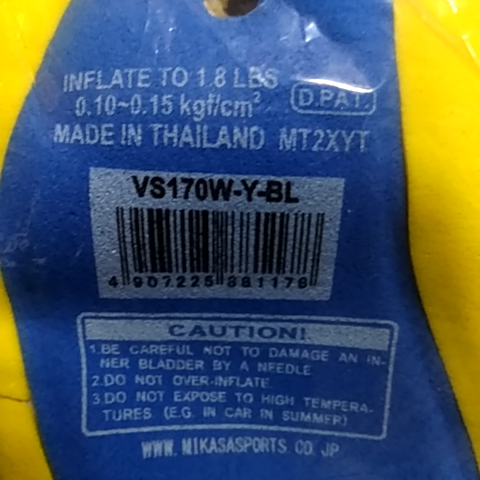 INFLATE TO 1.8 LBS
0.10~0.15 kgf/cm² D.PAT.
MADE IN THAILAND MT2XYT
VS170W-Y-BL
4 907225 881176
CAUTION!
1.BE CAREFUL NOT TO DAMAGE AN IN-
NER BLADDER BY A NEEDLE
2.DO NOT OVER-INFLATE.
3.DO NOT EXPOSE TO HIGH TEMPERA-
TURES (E.G. IN CAR IN SUMMER)
WWW.MIKASASPORTS.CO.JP